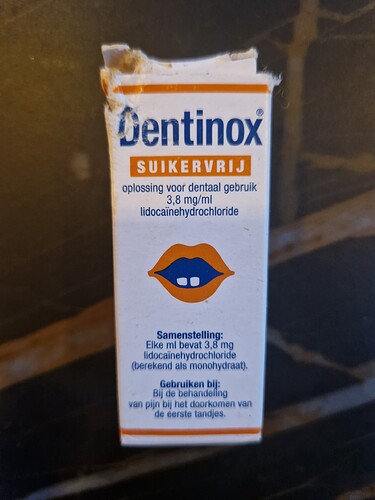 Dentinox®
SUIKERVRIJ
oplossing voor dentaal gebruik
3,8 mg/ml
lidocaïnehydrochloride
Samenstelling:
Elke ml bevat 3,8 mg
lidocaïnehydrochloride
(berekend als monohydraat).
Gebruiken bij:
Bij de behandeling
van pijn bij het doorkomen van
de eerste tandjes.